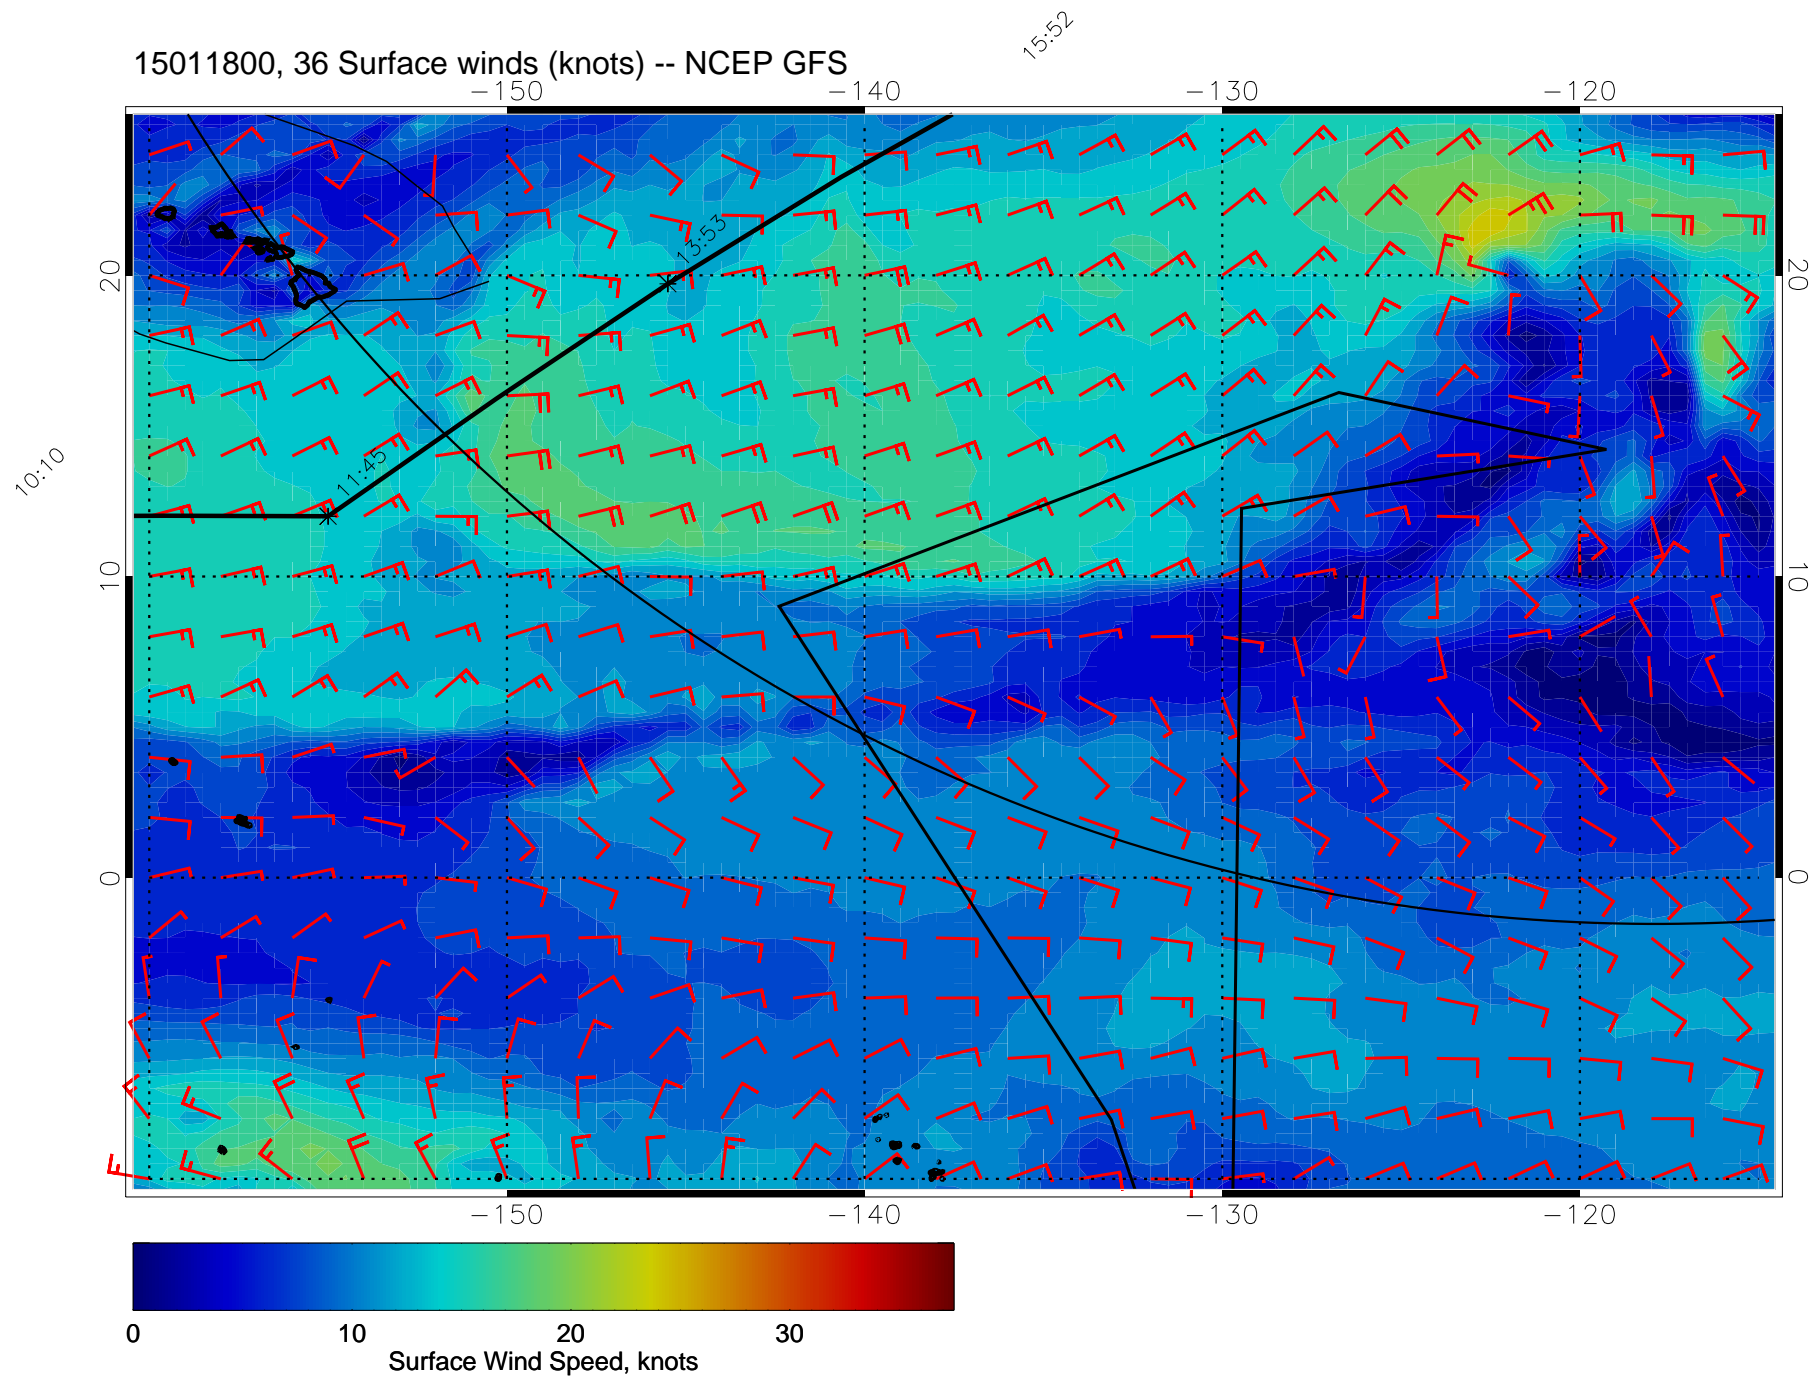 15:52
15011800, 36 Surface winds (knots) -- NCEP GFS
-150 -140 -130 -120
13:53
20 20
10:10
11:45
10 10
0 0
-150 -140 -130 -120
0 10 20 30
Surface Wind Speed, knots